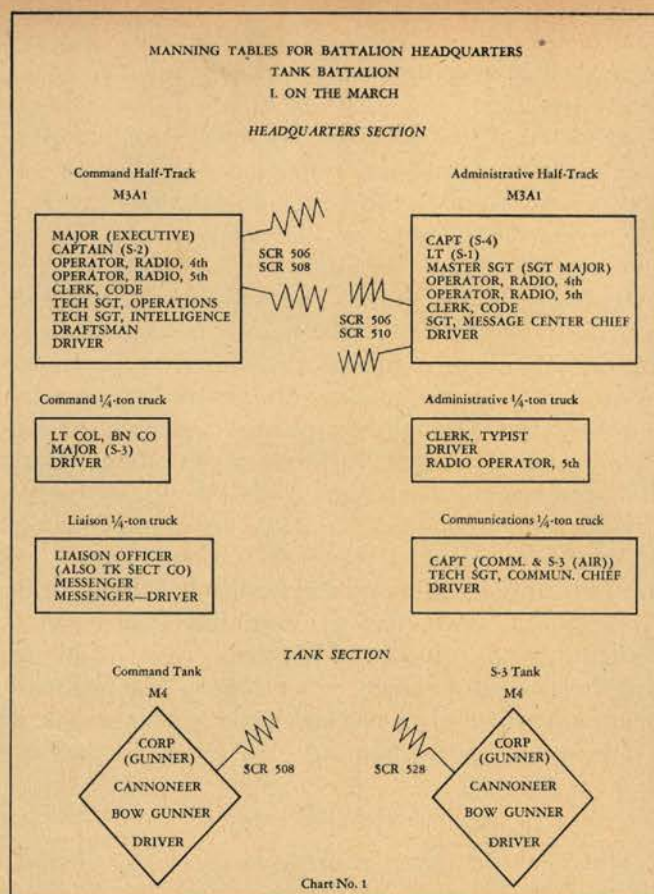 MANNING TABLES FOR BATTALION HEADQUARTERS
TANK BATTALION
I. ON THE MARCH
HEADQUARTERS SECTION
Command Half-Track
M3A1
MAJOR (EXECUTIVE)
CAPTAIN (S-2)
OPERATOR, RADIO, 4th
OPERATOR, RADIO, 5th
CLERK, CODE
TECH SGT, OPERATIONS
TECH SGT, INTELLIGENCE
DRAFTSMAN
DRIVER
SCR 506
SCR 508
Administrative Half-Track
M3A1
CAPT (S-4)
LT (S-1)
MASTER SGT (SGT MAJOR)
OPERATOR, RADIO, 4th
OPERATOR, RADIO, 5th
CLERK, CODE
SGT, MESSAGE CENTER CHIEF
DRIVER
SCR 506
SCR 510
Command 1/4-ton truck
LT COL, BN CO
MAJOR (S-3)
DRIVER
Administrative 1/4-ton truck
CLERK, TYPIST
DRIVER
RADIO OPERATOR, 5th
Liaison 1/4-ton truck
LIAISON OFFICER
(ALSO TK SECT CO)
MESSENGER
MESSENGER—DRIVER
Communications 1/4-ton truck
CAPT (COMM. & S-3 (AIR))
TECH SGT, COMMUN. CHIEF
DRIVER
TANK SECTION
Command Tank
M4
CORP
(GUNNER)
CANNONEER
BOW GUNNER
DRIVER
SCR 508
S-3 Tank
M4
SCR 528
CORP
(GUNNER)
CANNONEER
BOW GUNNER
DRIVER
Chart No. 1